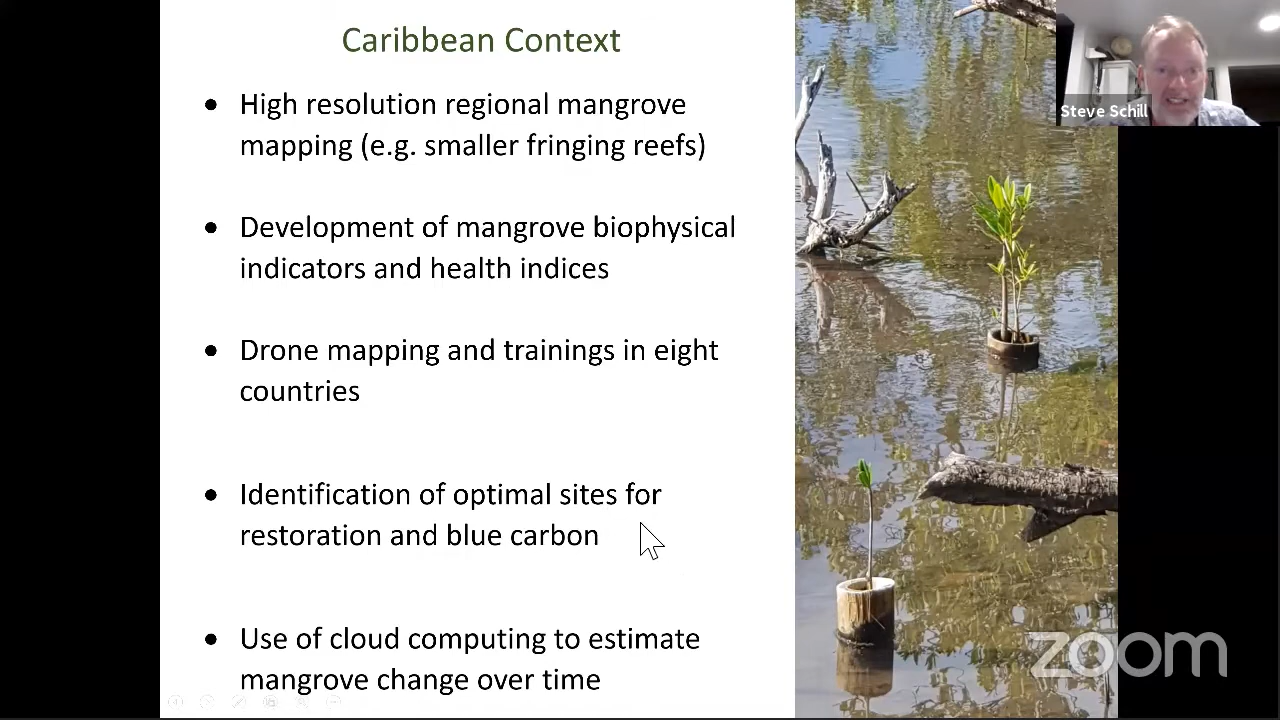 Caribbean Context
• High resolution regional mangrove
mapping (e.g. smaller fringing reefs)
• Development of mangrove biophysical
indicators and health indices
• Drone mapping and trainings in eight
countries
• Identification of optimal sites for
restoration and blue carbon
• Use of cloud computing to estimate
mangrove change over time
Steve Schill
zoom